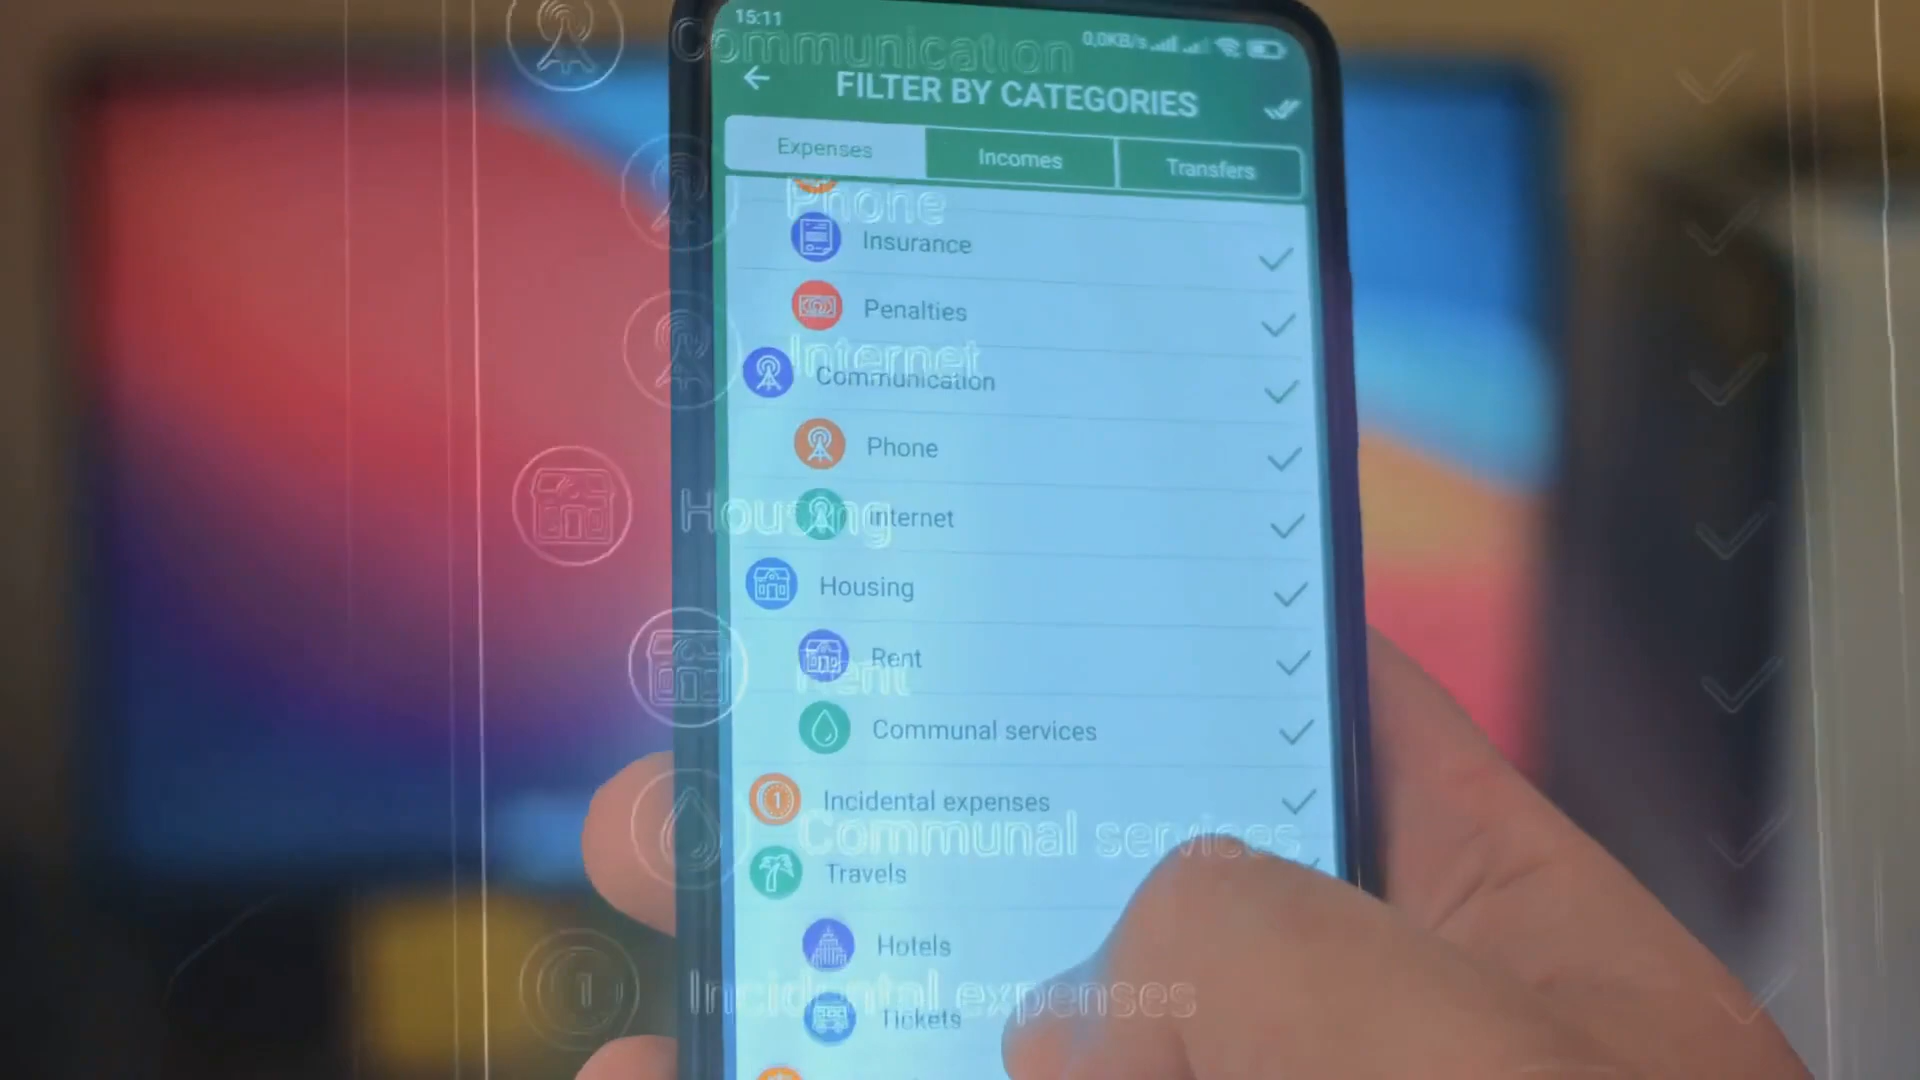 15:11
0,0KB/s
Communication
FILTER BY CATEGORIES
Expenses
Incomes
Transfers
Phone
Insurance
Penalties
Internet
Communication
Phone
Internet
Housing
Housing
Rent
Rent
Communal services
Incidental expenses
Communal services
Travels
Hotels
Incidental expenses
Tickets